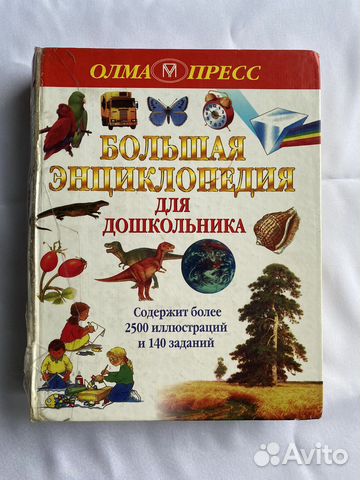 ОЛМА М ПРЕСС
БОЛЬШАЯ
ЭНЦИКЛОПЕДИЯ
ДЛЯ
ДОШКОЛЬНИКА
Содержит более
2500 иллюстраций
и 140 заданий
Avito